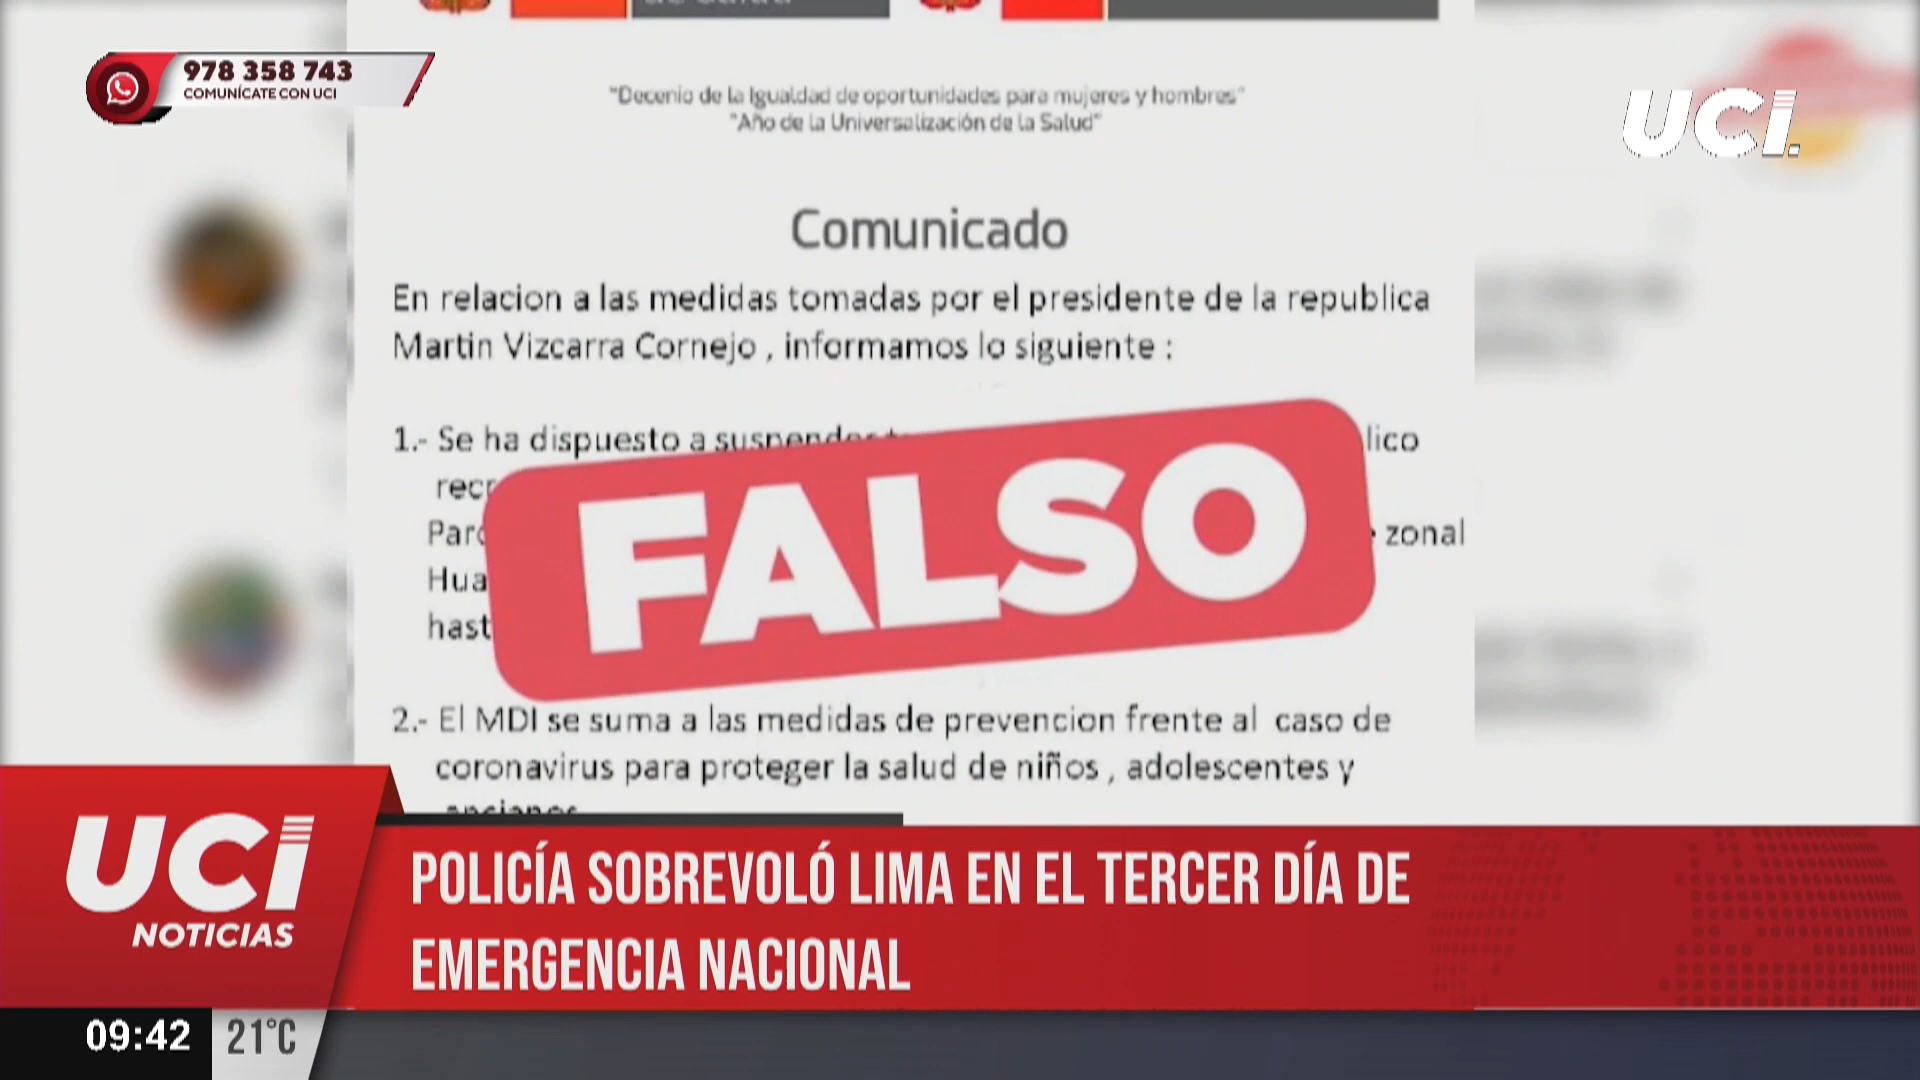 978 358 743
COMUNÍCATE CON UCI
UCI.
"Decenio de la Igualdad de oportunidades para mujeres y hombres"
"Año de la Universalización de la Salud"
Comunicado
En relacion a las medidas tomadas por el presidente de la republica
Martin Vizcarra Cornejo , informamos lo siguiente :
1.- Se ha dispuesto a suspender
zonal
FALSO
2.- El MDI se suma a las medidas de prevencion frente al caso de
coronavirus para proteger la salud de niños , adolescentes y
ancianos
UCI
NOTICIAS
POLICÍA SOBREVOLÓ LIMA EN EL TERCER DÍA DE
EMERGENCIA NACIONAL
09:42 21°C